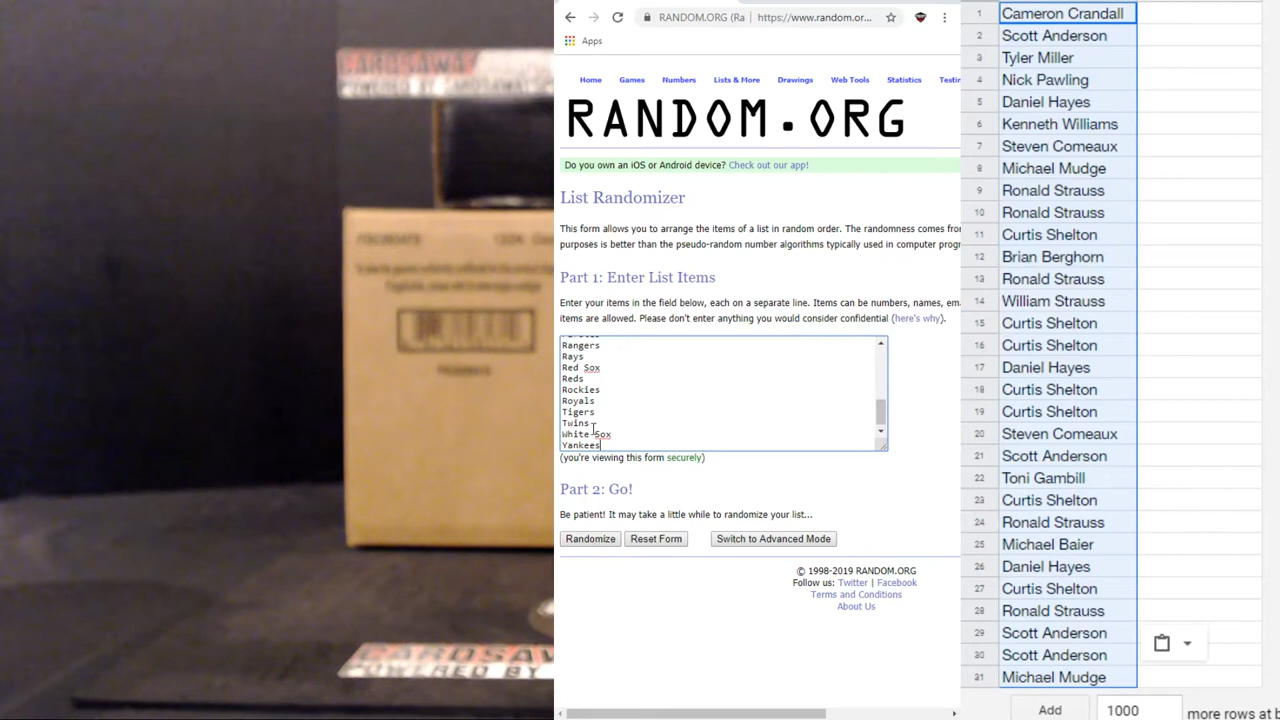 CARDSAWAY
POWERED BY
RANDOM.ORG (Ra
https://www.random.or...
Apps
Home Games Numbers Lists & More Drawings Web Tools Statistics Testin
RANDOM.ORG
Do you own an iOS or Android device? Check out our app!
List Randomizer
This form allows you to arrange the items of a list in random order. The randomness comes from
purposes is better than the pseudo-random number algorithms typically used in computer progr
Part 1: Enter List Items
Enter your items in the field below, each on a separate line. Items can be numbers, names, ema
items are allowed. Please don't enter anything you would consider confidential (here's why).
Rangers
Rays
Red Sox
Reds
Rockies
Royals
Tigers
Twins
White Sox
Yankees
(you're viewing this form securely)
Part 2: Go!
Be patient! It may take a little while to randomize your list...
Randomize Reset Form Switch to Advanced Mode
© 1998-2019 RANDOM.ORG
Follow us: Twitter | Facebook
Terms and Conditions
About Us
1 Cameron Crandall
2 Scott Anderson
3 Tyler Miller
4 Nick Pawling
5 Daniel Hayes
6 Kenneth Williams
7 Steven Comeaux
8 Michael Mudge
9 Ronald Strauss
10 Ronald Strauss
11 Curtis Shelton
12 Brian Berghorn
13 Ronald Strauss
14 William Strauss
15 Curtis Shelton
16 Curtis Shelton
17 Daniel Hayes
18 Curtis Shelton
19 Curtis Shelton
20 Steven Comeaux
21 Scott Anderson
22 Toni Gambill
23 Curtis Shelton
24 Ronald Strauss
25 Michael Baier
26 Daniel Hayes
27 Curtis Shelton
28 Ronald Strauss
29 Scott Anderson
30 Scott Anderson
31 Michael Mudge
Add 1000 more rows at b